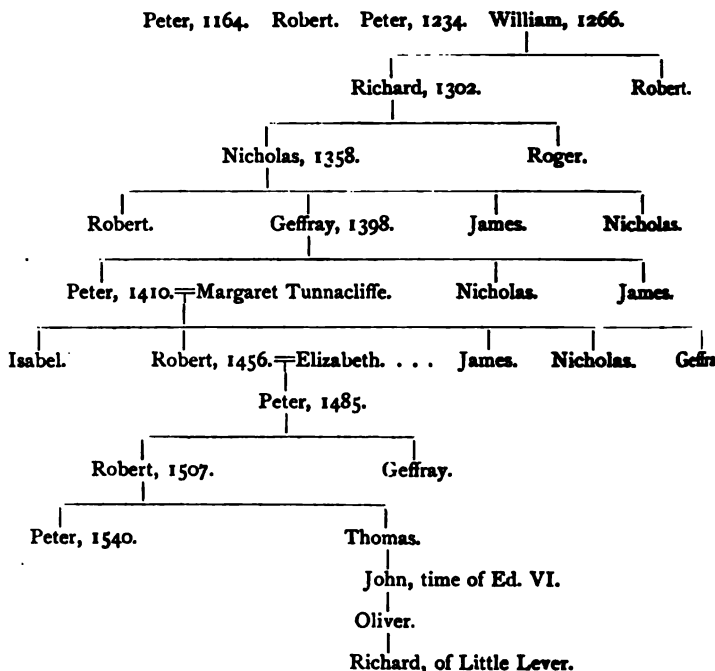 Peter, 1164. Robert. Peter, 1234. William, 1266.
Richard, 1302. Robert.
Nicholas, 1358. Roger.
Robert. Geffray, 1398. James. Nicholas.
Peter, 1410. Margaret Tunnacliffe. Nicholas. James.
Isabel. Robert, 1456. Elizabeth. . . . . James. Nicholas. Geffra
Peter, 1485.
Robert, 1507. Geffray.
Peter, 1540. Thomas.
John, time of Ed. VI.
Oliver.
Richard, of Little Lever.